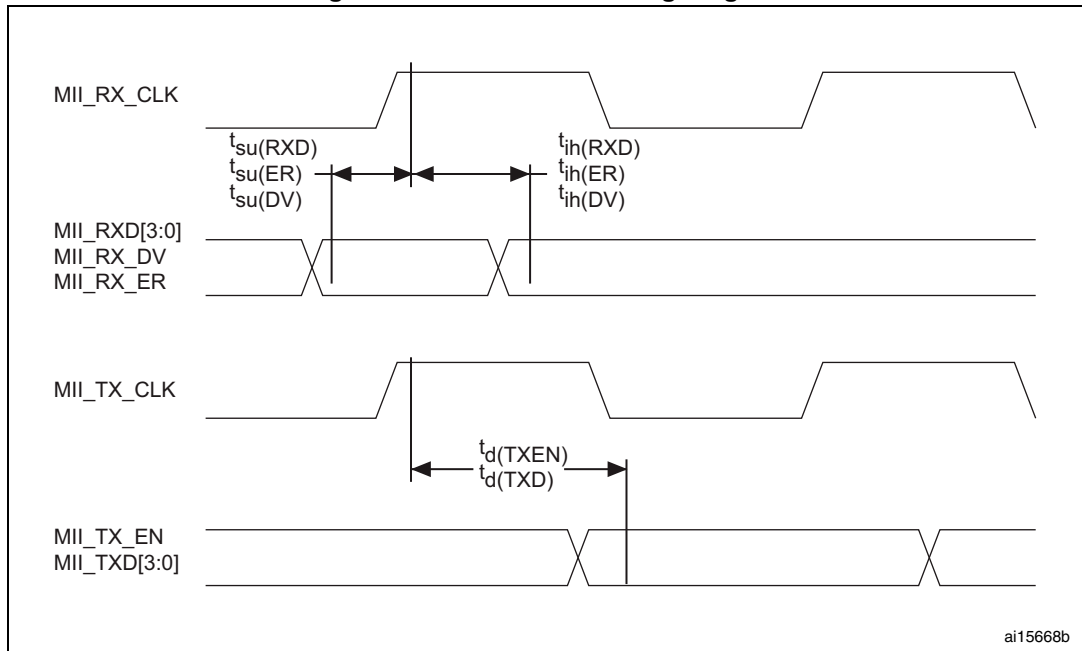 MII_RX_CLK
tsu(RXD)
tsu(ER)
tsu(DV)
tih(RXD)
tih(ER)
tih(DV)
MII_RXD[3:0]
MII_RX_DV
MII_RX_ER
MII_TX_CLK
td(TXEN)
td(TXD)
MII_TX_EN
MII_TXD[3:0]
ai15668b